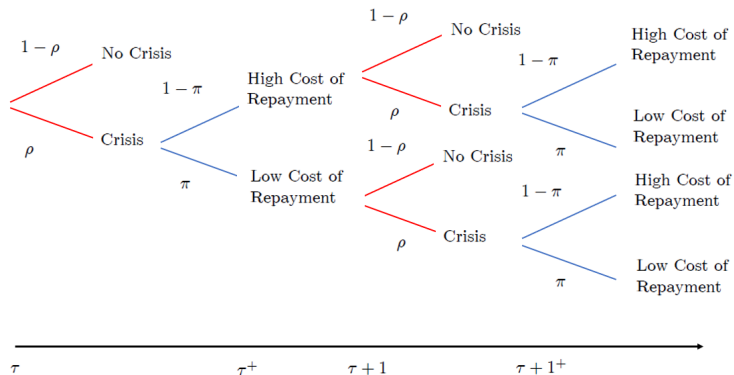 1 − ρ
No Crisis
ρ
Crisis
1 − π
High Cost of
Repayment
π
Low Cost of
Repayment
1 − ρ
No Crisis
ρ
Crisis
1 − π
High Cost of
Repayment
π
Low Cost of
Repayment
1 − ρ
No Crisis
ρ
Crisis
1 − π
High Cost of
Repayment
π
Low Cost of
Repayment
τ
τ⁺
τ + 1
τ + 1⁺